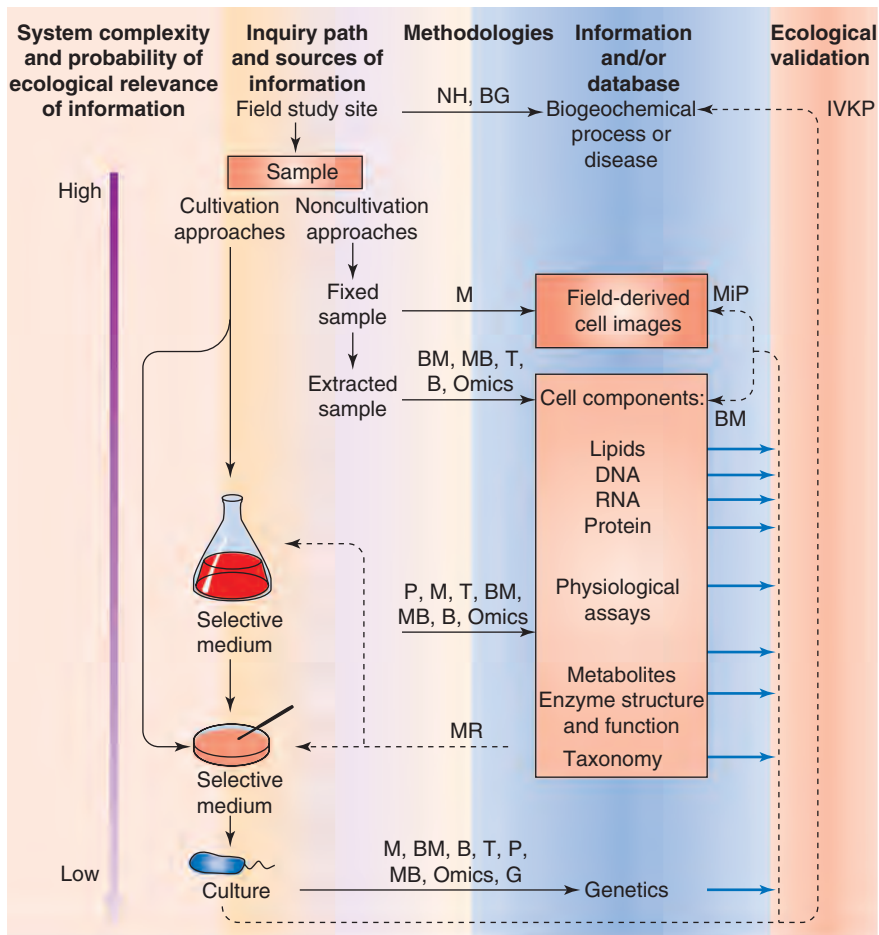 System complexity
and probability of
ecological relevance
of information
Inquiry path
and sources of
information
Methodologies
Information
and/or
database
Ecological
validation
Field study site
NH, BG
Biogeochemical
process or
disease
IVKP
Sample
High
Cultivation
approaches
Noncultivation
approaches
Fixed
sample
M
Field-derived
cell images
MiP
Extracted
sample
BM, MB, T,
B, Omics
Cell components:
BM
Lipids
DNA
RNA
Protein
P, M, T, BM,
MB, B, Omics
Physiological
assays
Selective
medium
Metabolites
Enzyme structure
and function
Taxonomy
MR
Selective
medium
Low
Culture
M, BM, B, T, P,
MB, Omics, G
Genetics